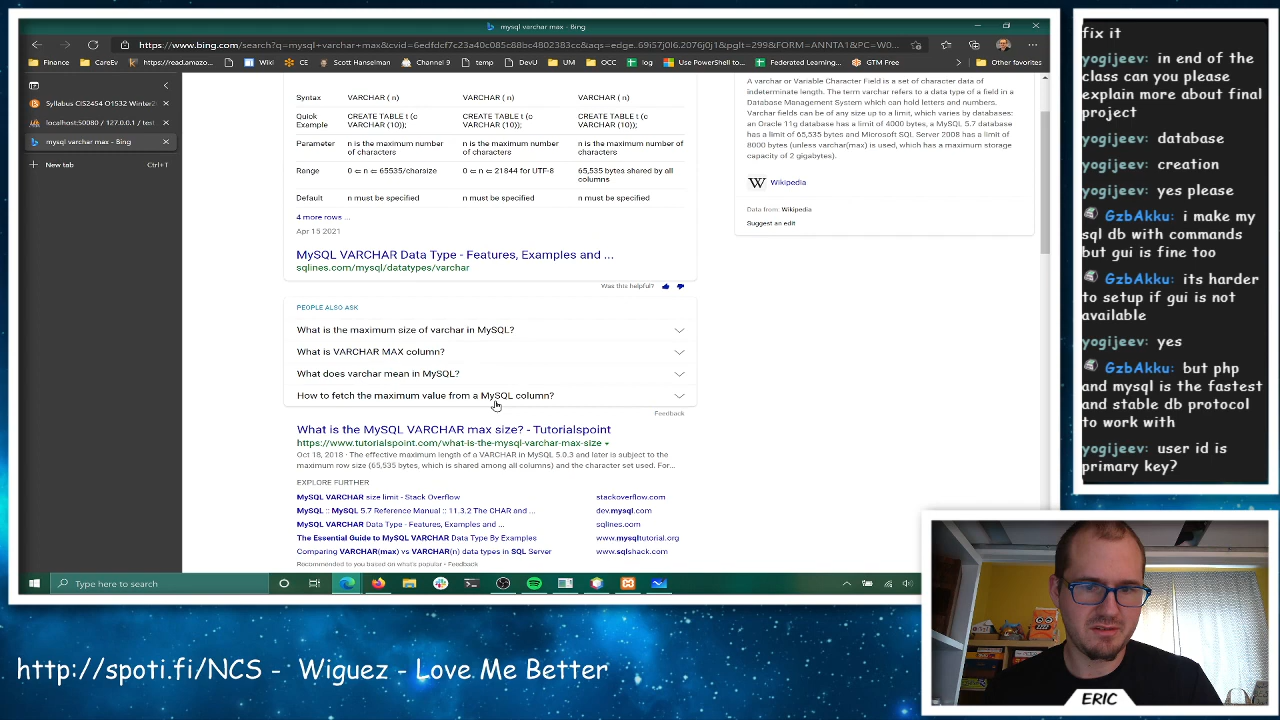 mysql varchar max - Bing
https://www.bing.com/search?q=mysql+varchar+max&cvid=6edfdcf7c23a40c085c88bc4802383cc&aqs=edge..69i57j0l6.2076j0j1&pglt=299&FORM=ANNTA1&PC=W0...
Finance
CareEv
https://read.amazo...
Wiki
CE
Scott Hanselman
Channel 9
log
temp
DevU
UM
OCC
Use PowerShell to...
Federated Learning...
GTM Free
Other favorites
Syllabus CIS2454 O1532 Winter2
localhost:50080 / 127.0.0.1 / test
mysql varchar max - Bing
New tab
Ctrl+T
Syntax VARCHAR ( n) VARCHAR ( n) VARCHAR ( n)
Quick CREATE TABLE t (c CREATE TABLE t (c CREATE TABLE t (c
Example VARCHAR (10)); VARCHAR (10)); VARCHAR (10));
Parameter n is the maximum number n is the maximum number n is the maximum number
of characters of characters of characters
Range 0 ⇐ n ⇐ 65535/charsize 0 ⇐ n ⇐ 21844 for UTF-8 65,535 bytes shared by all
columns
Default n must be specified n must be specified n must be specified
4 more rows ...
Apr 15 2021
MySQL VARCHAR Data Type - Features, Examples and ...
sqlines.com/mysql/datatypes/varchar
Was this helpful?
PEOPLE ALSO ASK
What is the maximum size of varchar in MySQL?
What is VARCHAR MAX column?
What does varchar mean in MySQL?
How to fetch the maximum value from a MySQL column?
Feedback
What is the MySQL VARCHAR max size? - Tutorialspoint
https://www.tutorialspoint.com/what-is-the-mysql-varchar-max-size
Oct 18, 2018 · The effective maximum length of a VARCHAR in MySQL 5.0.3 and later is subject to the
maximum row size (65,535 bytes, which is shared among all columns) and the character set used. For...
EXPLORE FURTHER
MySQL VARCHAR size limit - Stack Overflow stackoverflow.com
MySQL :: MySQL 5.7 Reference Manual :: 11.3.2 The CHAR and ... dev.mysql.com
MySQL VARCHAR Data Type - Features, Examples and ... sqlines.com
The Essential Guide to MySQL VARCHAR Data Type By Examples www.mysqltutorial.org
Comparing VARCHAR(max) vs VARCHAR(n) data types in SQL Server www.sqlshack.com
Recommended to you based on what's popular • Feedback
A varchar or Variable Character Field is a set of character data of
indeterminate length. The term varchar refers to a data type of a field in a
Database Management System which can hold letters and numbers.
Varchar fields can be of any size up to a limit, which varies by databases:
an Oracle 11g database has a limit of 4000 bytes, a MySQL 5.7 database
has a limit of 65,535 bytes and Microsoft SQL Server 2008 has a limit of
8000 bytes (unless varchar(max) is used, which has a maximum storage
capacity of 2 gigabytes).
W
Wikipedia
Data from: Wikipedia
Suggest an edit
Type here to search
fix it
yogijeev: in end of the
class can you please
explain more about final
project
yogijeev: database
yogijeev: creation
yogijeev: yes please
GzbAkku: i make my
sql db with commands
but gui is fine too
GzbAkku: its harder
to setup if gui is not
available
yogijeev: yes
GzbAkku: but php
and mysql is the fastest
and stable db protocol
to work with
yogijeev: user id is
primary key?
ERIC